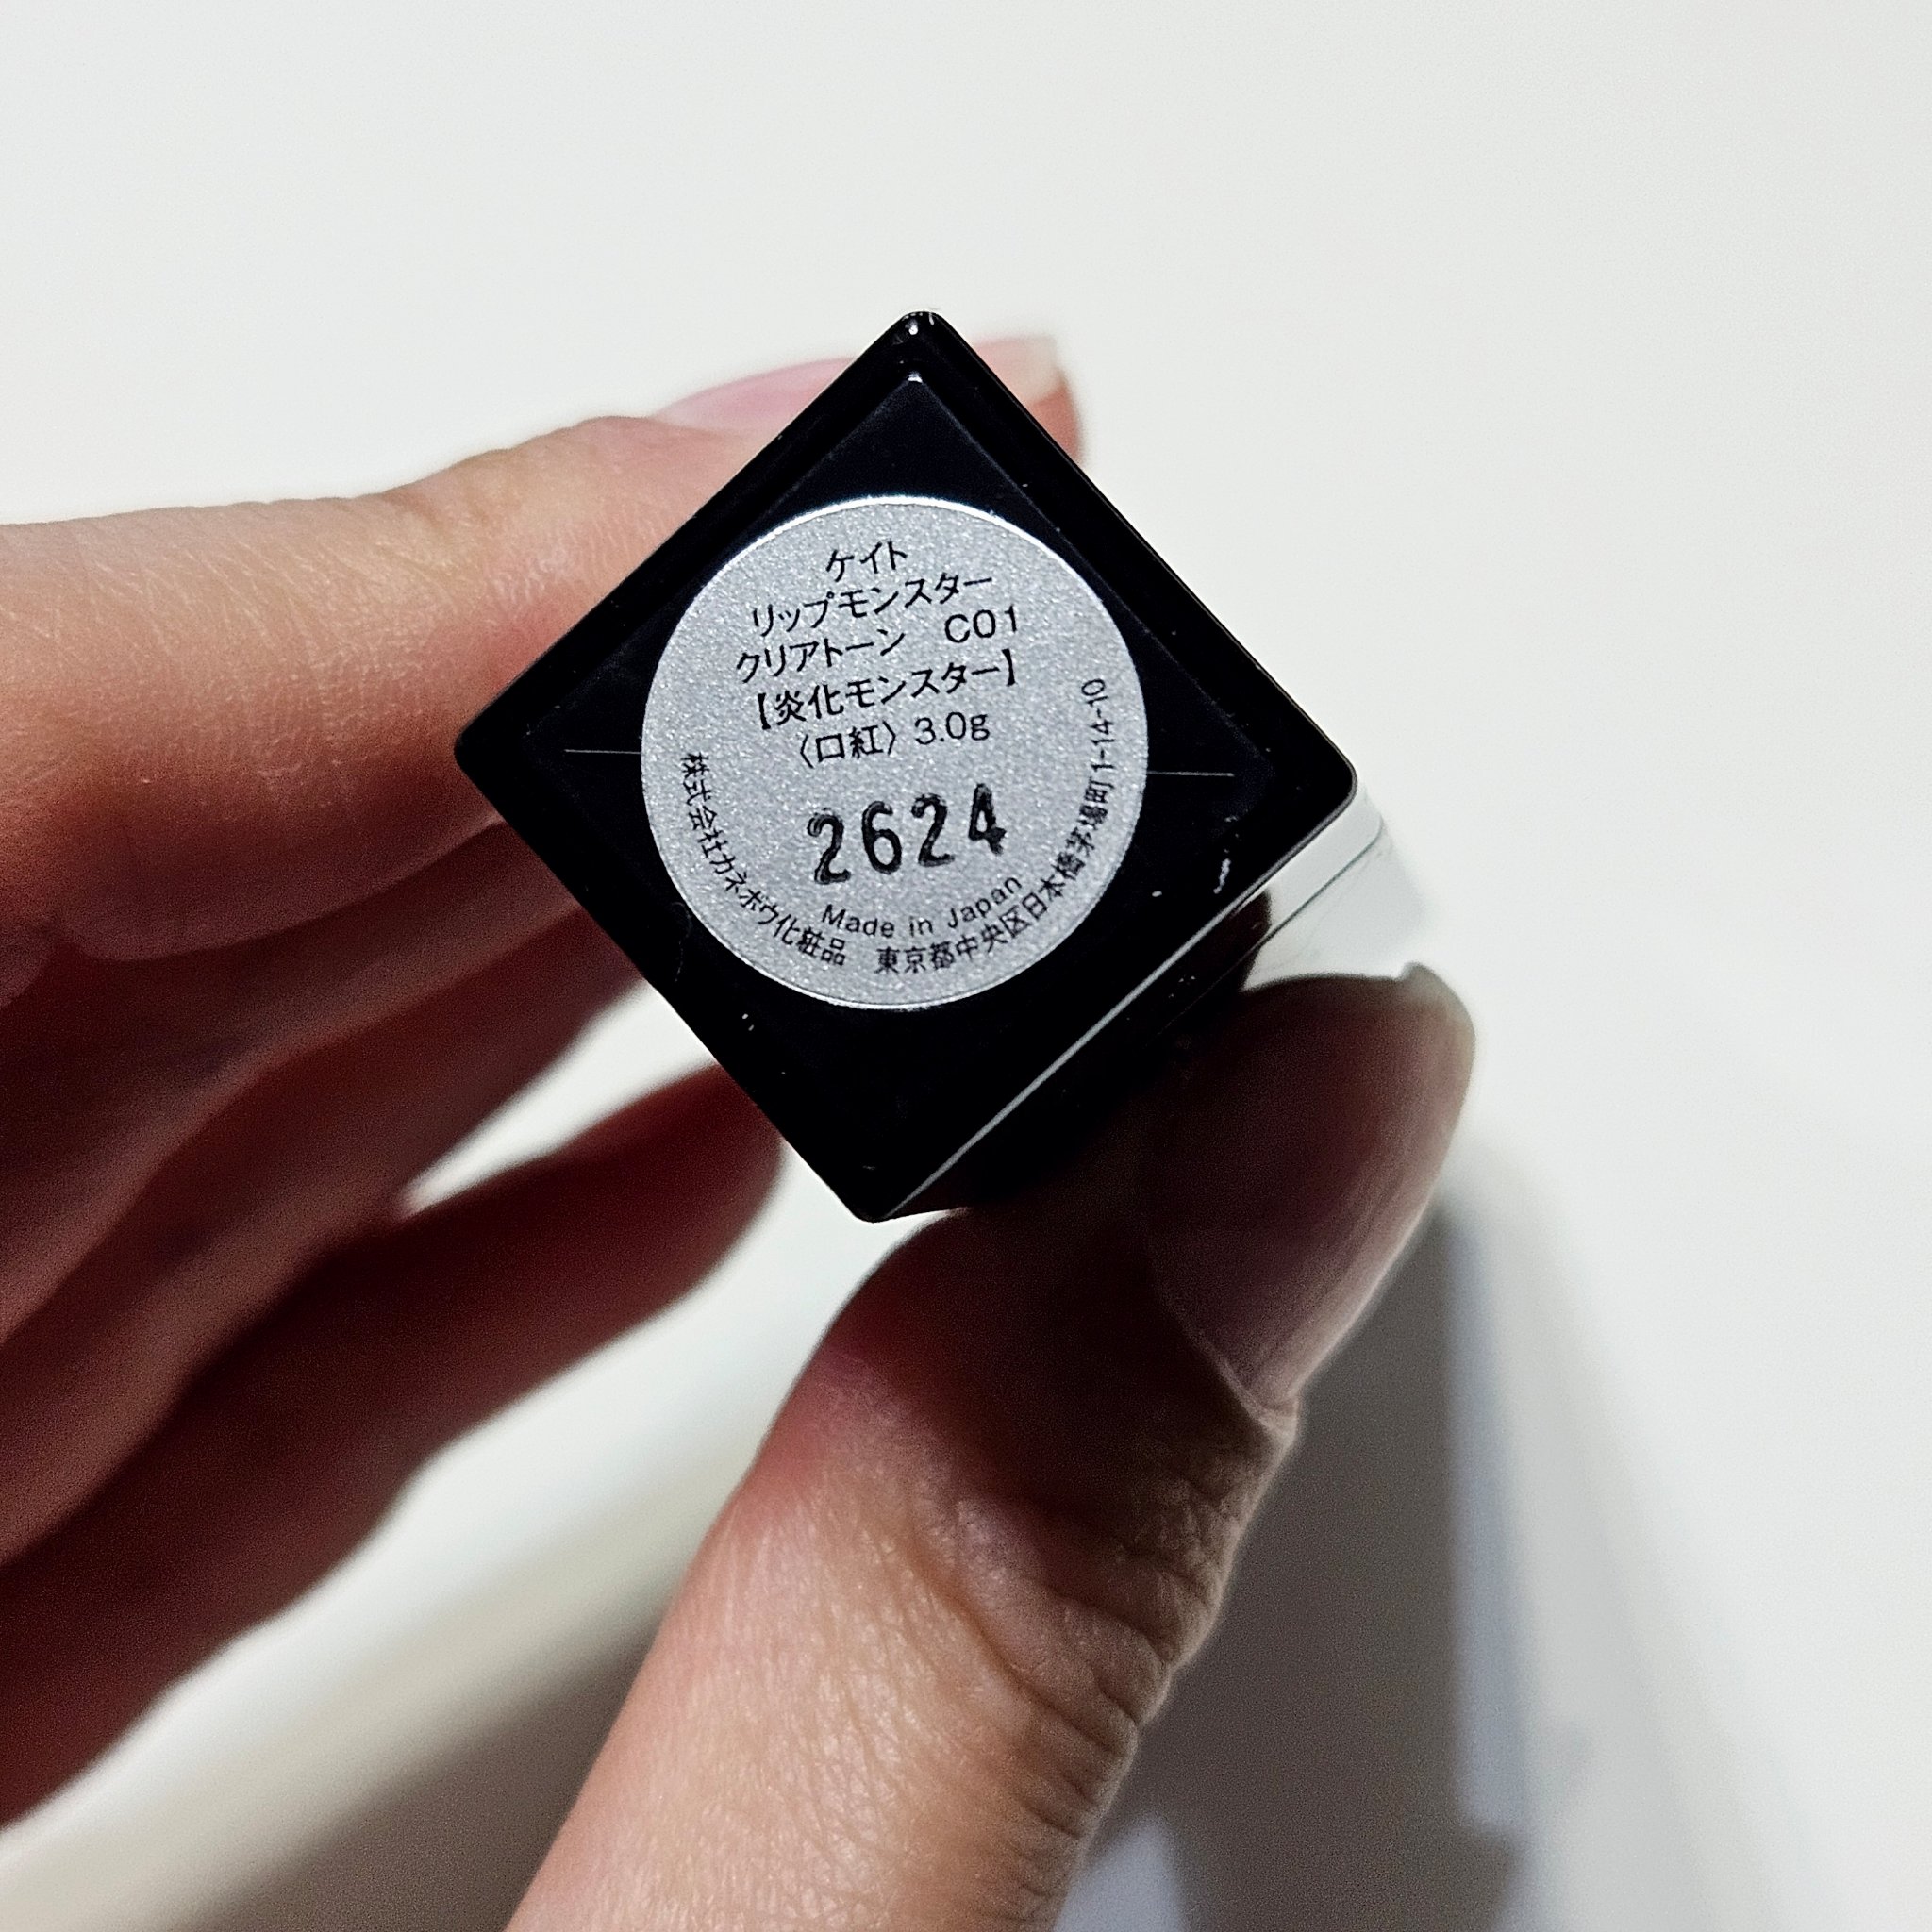 ケイト
リップモンスター
クリアトーン C01
【炎化モンスター】
〈口紅〉3.0g
2624
Made in Japan
株式会社カネボウ化粧品 東京都中央区日本橋茅場町1-14-10